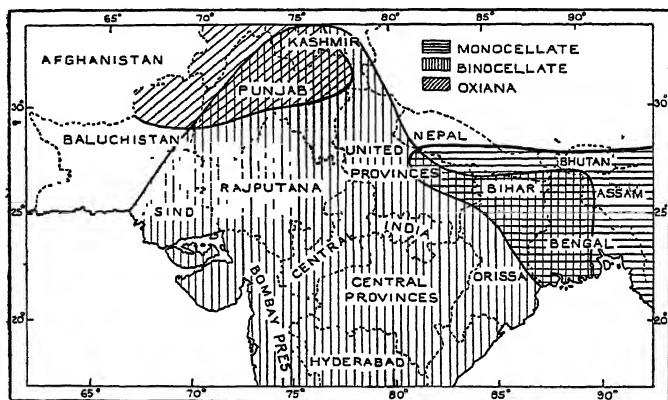 65° 70° 75° 80° 85° 90°
KASHMIR
AFGHANISTAN
MONOCELLATE
BINOCELLATE
OXIANA
PUNJAB
30° 30°
BALUCHISTAN
NEPAL
UNITED
PROVINCES
BHUTAN
RAJPUTANA
BIHAR
ASSAM
25° 25°
SIND
INDIA
CENTRAL
BENGAL
ORISSA
CENTRAL
PROVINCES
BOMBAY PRES
20° 20°
HYDERABAD
65° 70° 75° 80° 85° 90°